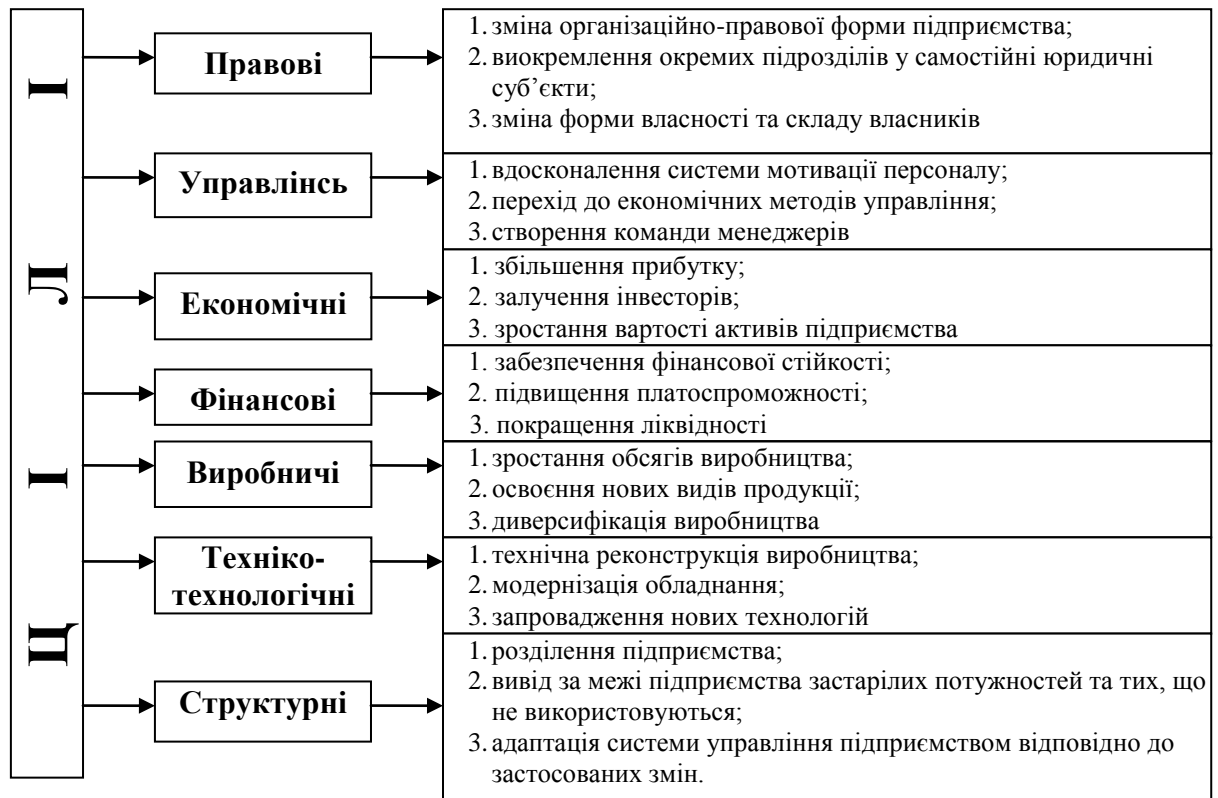 ЦІЛІ
Правові
1. зміна організаційно-правової форми підприємства;
2. виокремлення окремих підрозділів у самостійні юридичні
суб’єкти;
3. зміна форми власності та складу власників
Управлінсь
1. вдосконалення системи мотивації персоналу;
2. перехід до економічних методів управління;
3. створення команди менеджерів
Економічні
1. збільшення прибутку;
2. залучення інвесторів;
3. зростання вартості активів підприємства
Фінансові
1. забезпечення фінансової стійкості;
2. підвищення платоспроможності;
3. покращення ліквідності
Виробничі
1. зростання обсягів виробництва;
2. освоєння нових видів продукції;
3. диверсифікація виробництва
Техніко-
технологічні
1. технічна реконструкція виробництва;
2. модернізація обладнання;
3. запровадження нових технологій
Структурні
1. розділення підприємства;
2. вивід за межі підприємства застарілих потужностей та тих, що
не використовуються;
3. адаптація системи управління підприємством відповідно до
застосованих змін.